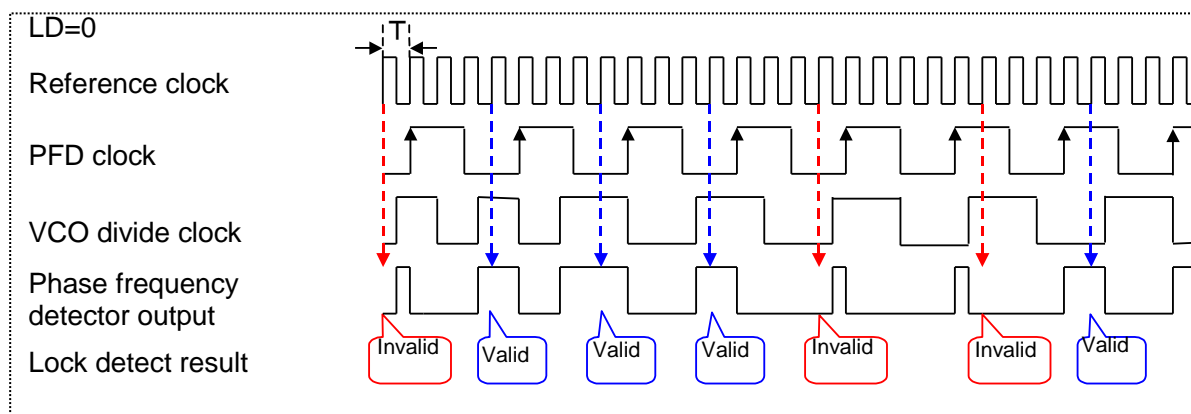 LD=0
T
Reference clock
PFD clock
VCO divide clock
Phase frequency
detector output
Lock detect result
Invalid
Valid
Valid
Valid
Invalid
Invalid
Valid